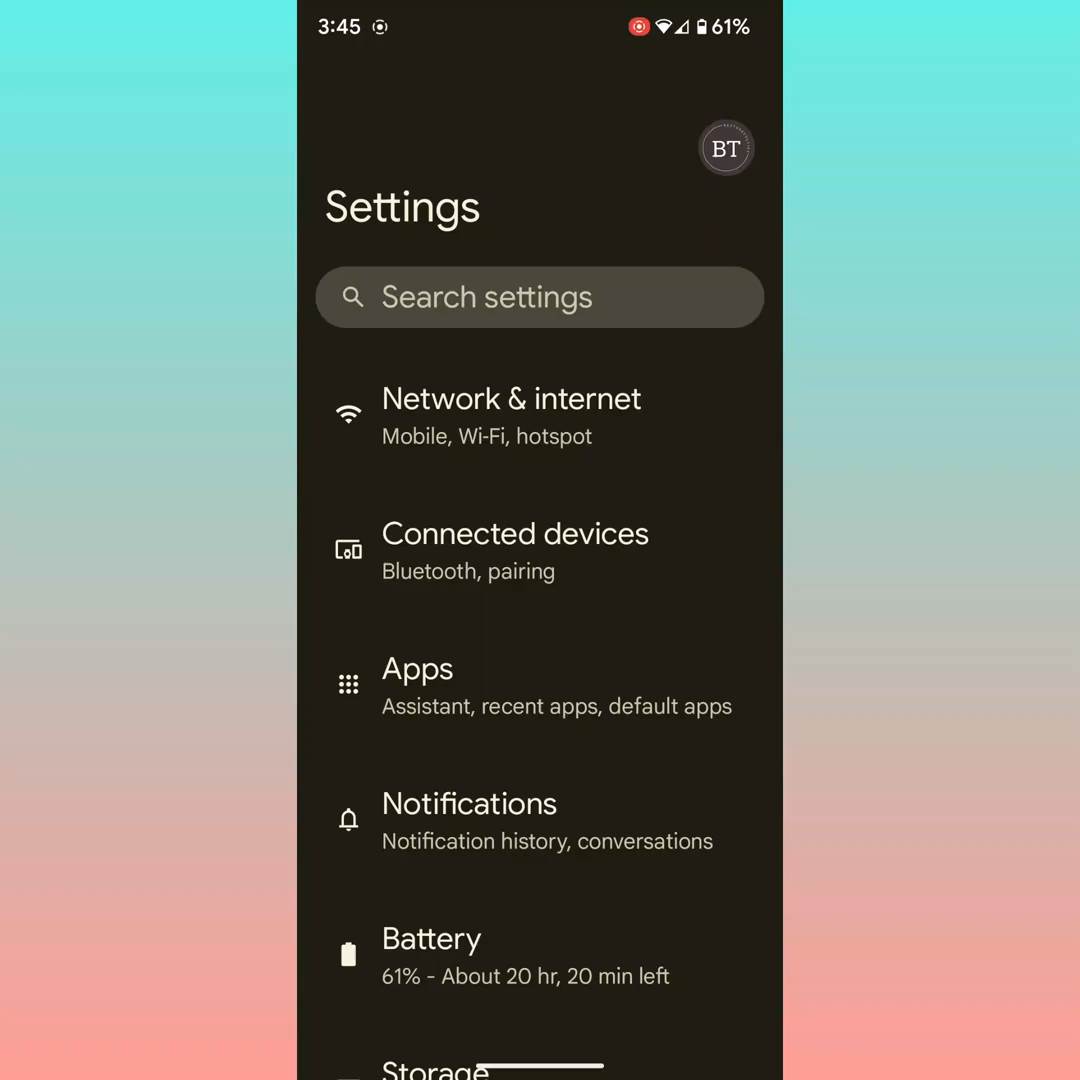 3:45 61%
BT
Settings
Search settings
Network & internet
Mobile, Wi-Fi, hotspot
Connected devices
Bluetooth, pairing
Apps
Assistant, recent apps, default apps
Notifications
Notification history, conversations
Battery
61% - About 20 hr, 20 min left
Storage